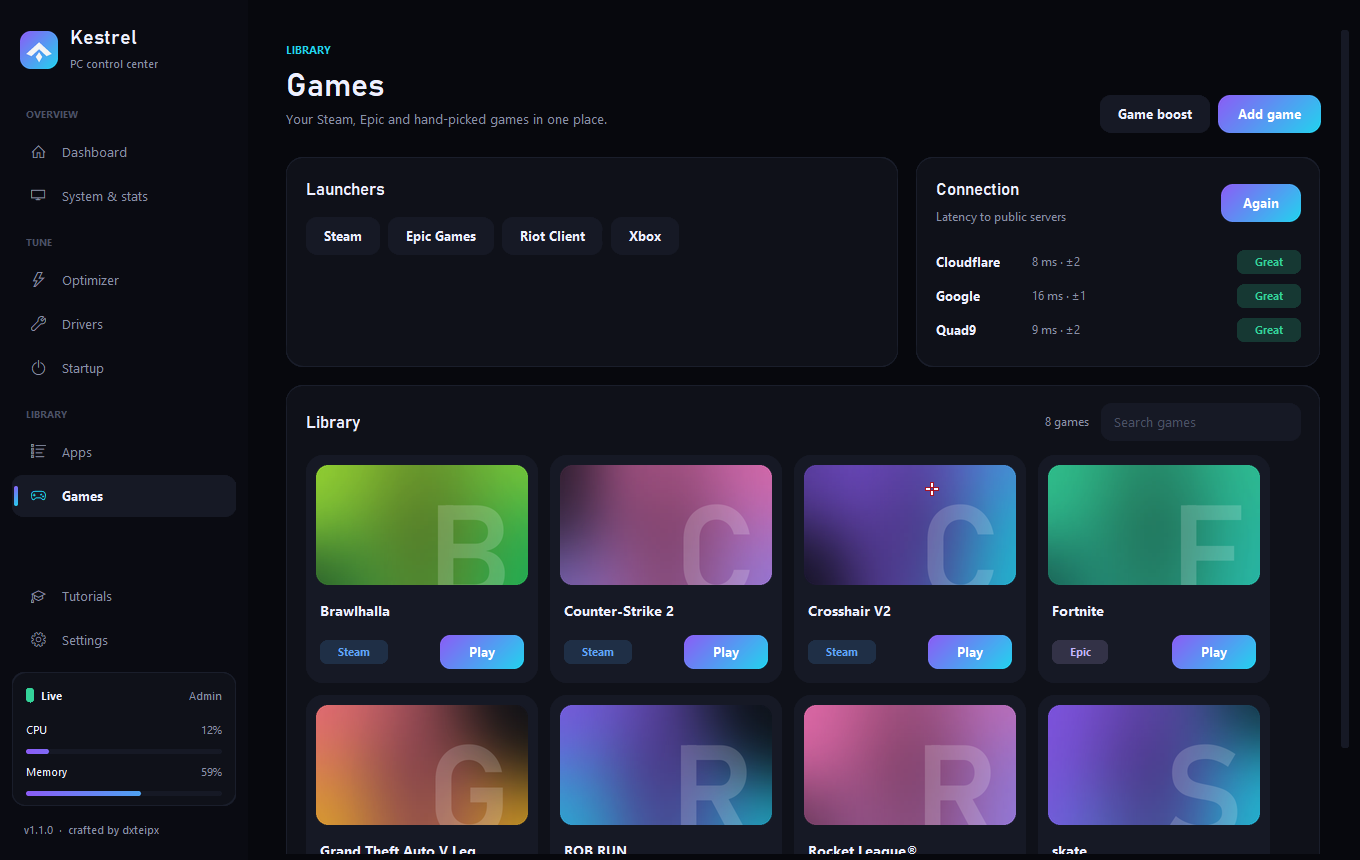 Kestrel
PC control center
OVERVIEW
Dashboard
System & stats
TUNE
Optimizer
Drivers
Startup
LIBRARY
Apps
Games
Tutorials
Settings
Live Admin
CPU 12%
Memory 59%
v1.1.0 · crafted by dxteipx
LIBRARY
Games
Your Steam, Epic and hand-picked games in one place.
Game boost Add game
Launchers
Steam Epic Games Riot Client Xbox
Connection
Latency to public servers
Again
Cloudflare 8 ms · ±2 Great
Google 16 ms · ±1 Great
Quad9 9 ms · ±2 Great
Library 8 games Search games
B C C F
Brawlhalla Counter-Strike 2 Crosshair V2 Fortnite
Steam Play Steam Play Steam Play Epic Play
G R R S
Grand Theft Auto V Leg ROB RUN Rocket League® skate